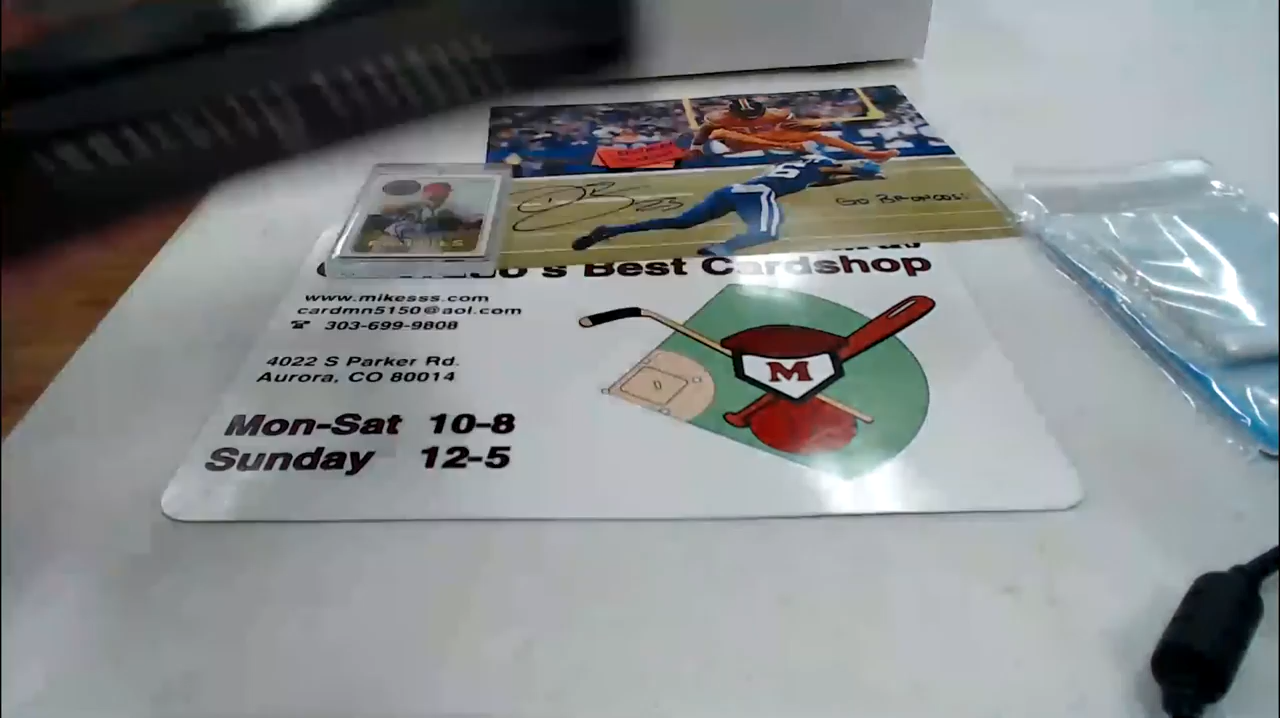 Go Broncos!
Best Cardshop
www.mikesss.com
cardmn5150@aol.com
303-699-9808
4022 S Parker Rd.
Aurora, CO 80014
Mon-Sat 10-8
Sunday 12-5
M